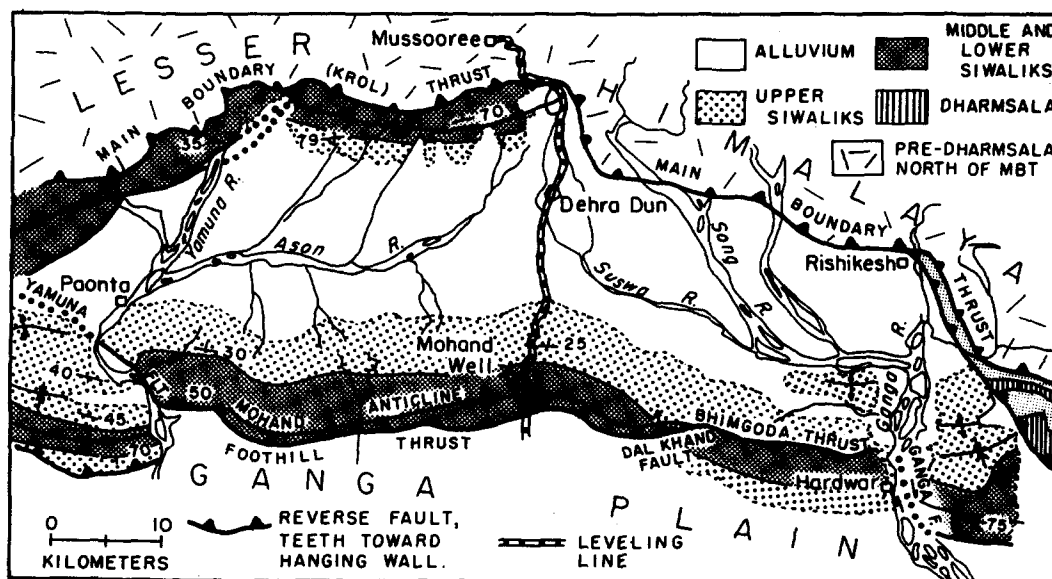 LESSER
HIMALAYA
Mussooree
MAIN BOUNDARY (KROL) THRUST
ALLUVIUM
MIDDLE AND
LOWER
SIWALIKS
UPPER
SIWALIKS
DHARMSALA
PRE-DHARMSALA
NORTH OF MBT
35
70
79
Yamuna R.
Ason R.
Dehra Dun
MAIN BOUNDARY THRUST
Song R.
Suswa R.
Rishikesh
Paonta
YAMUNA FLT.
Mohand
Well
25
30
40
50
45
70
MOHAND ANTICLINE
FOOTHILL THRUST
BHIMGODA THRUST
DAL KHAND
FAULT
Ganga R.
GANGA F.
Hardwar
75
GANGA PLAIN
0 10
KILOMETERS
REVERSE FAULT,
TEETH TOWARD
HANGING WALL.
LEVELING
LINE